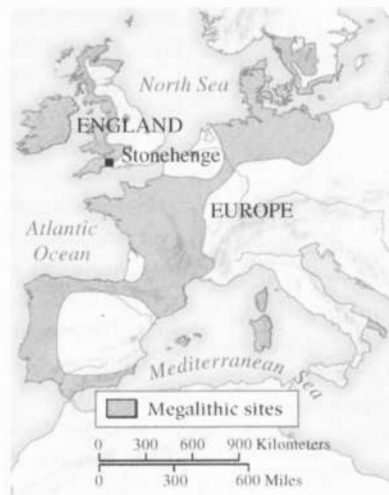 North Sea
ENGLAND
Stonehenge
EUROPE
Atlantic
Ocean
Mediterranean Sea
Megalithic sites
0 300 600 900 Kilometers
0 300 600 Miles